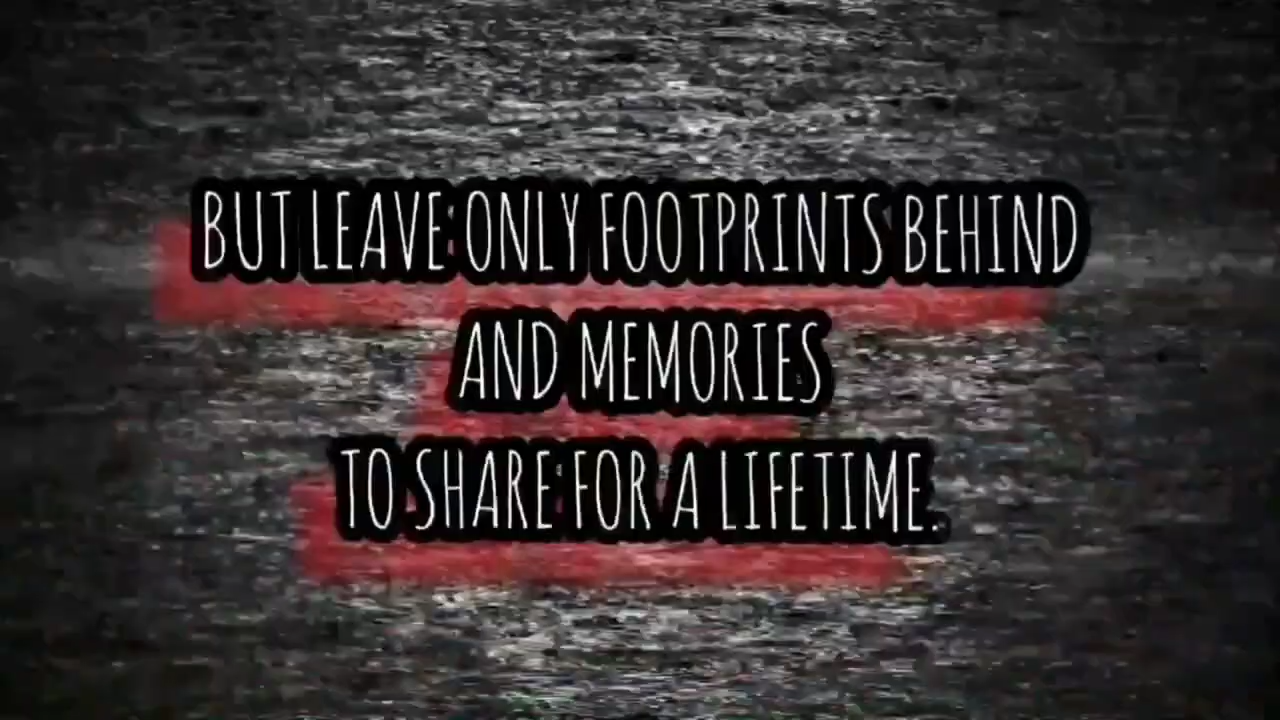 BUT LEAVE ONLY FOOTPRINTS BEHIND
AND MEMORIES
TO SHARE FOR A LIFETIME.